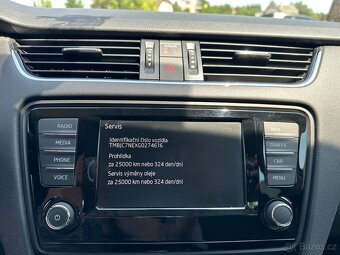 RADIO
MEDIA
PHONE
VOICE
Servis
Identifikační číslo vozidla
TMBJC7NEXG0274616
Prohlídka
za 25000 km nebo 324 den/dní
Servis výměny oleje
za 25000 km nebo 324 den/dní
NAV
TRAFFIC
CAR
MENU